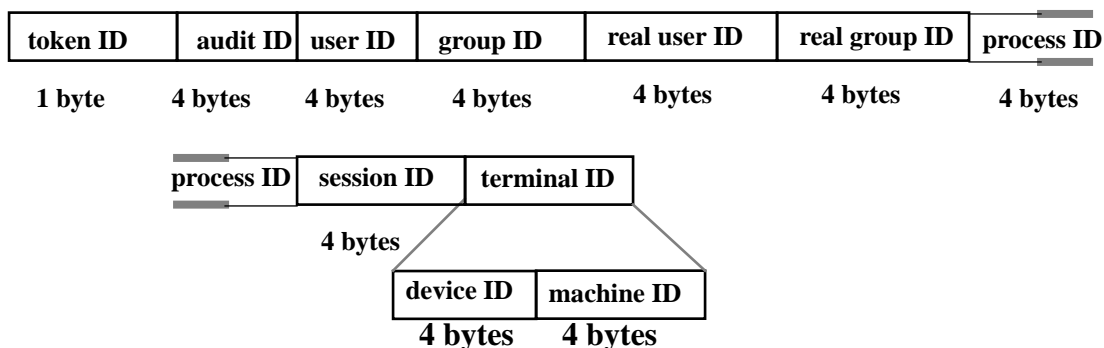 token ID audit ID user ID group ID real user ID real group ID process ID
1 byte 4 bytes 4 bytes 4 bytes 4 bytes 4 bytes 4 bytes
process ID session ID terminal ID
4 bytes
device ID machine ID
4 bytes 4 bytes